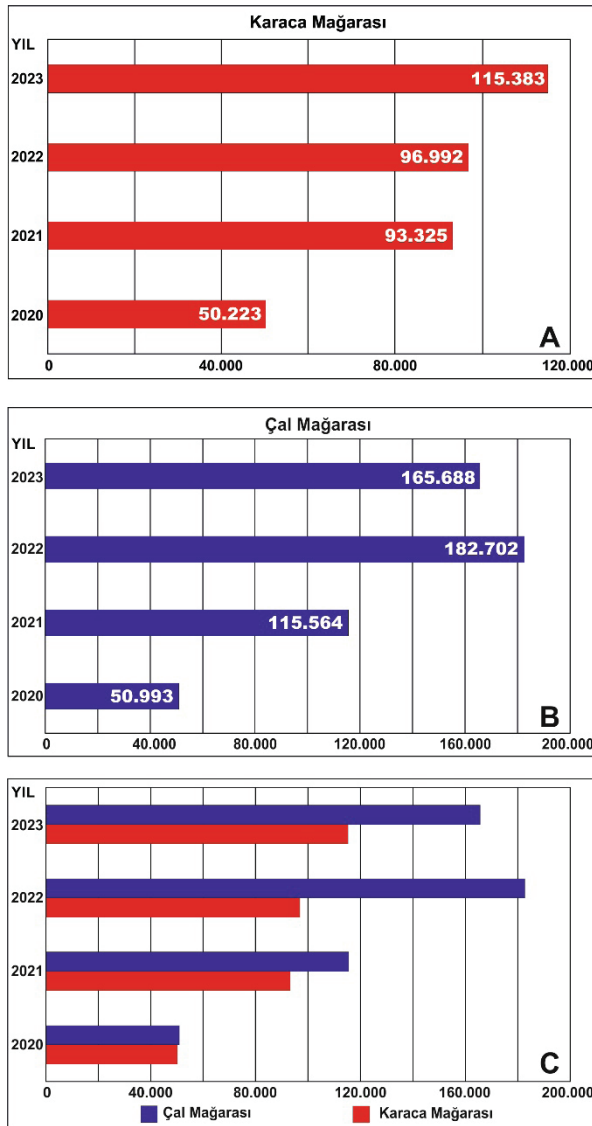 Karaca Mağarası
YIL
2023
115.383
2022
96.992
2021
93.325
2020
50.223
A
0 40.000 80.000 120.000
Çal Mağarası
YIL
2023
165.688
2022
182.702
2021
115.564
2020
50.993
B
0 40.000 80.000 120.000 160.000 200.000
YIL
2023
2022
2021
2020
C
0 40.000 80.000 120.000 160.000 200.000
Çal Mağarası Karaca Mağarası